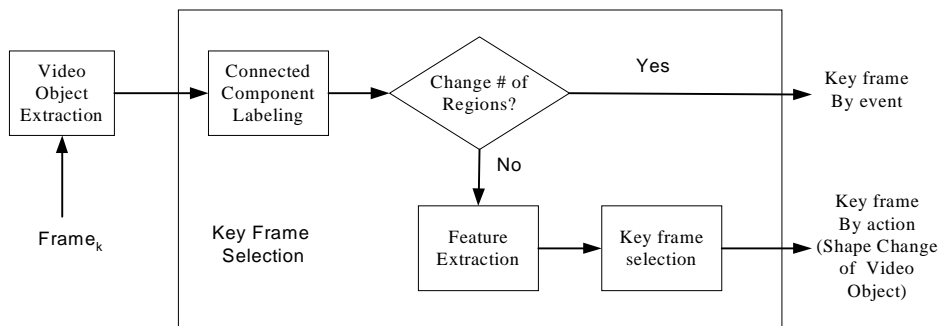 Video
Object
Extraction
Framek
Connected
Component
Labeling
Change # of
Regions?
Yes
No
Key frame
By event
Key Frame
Selection
Feature
Extraction
Key frame
selection
Key frame
By action
(Shape Change
of Video
Object)